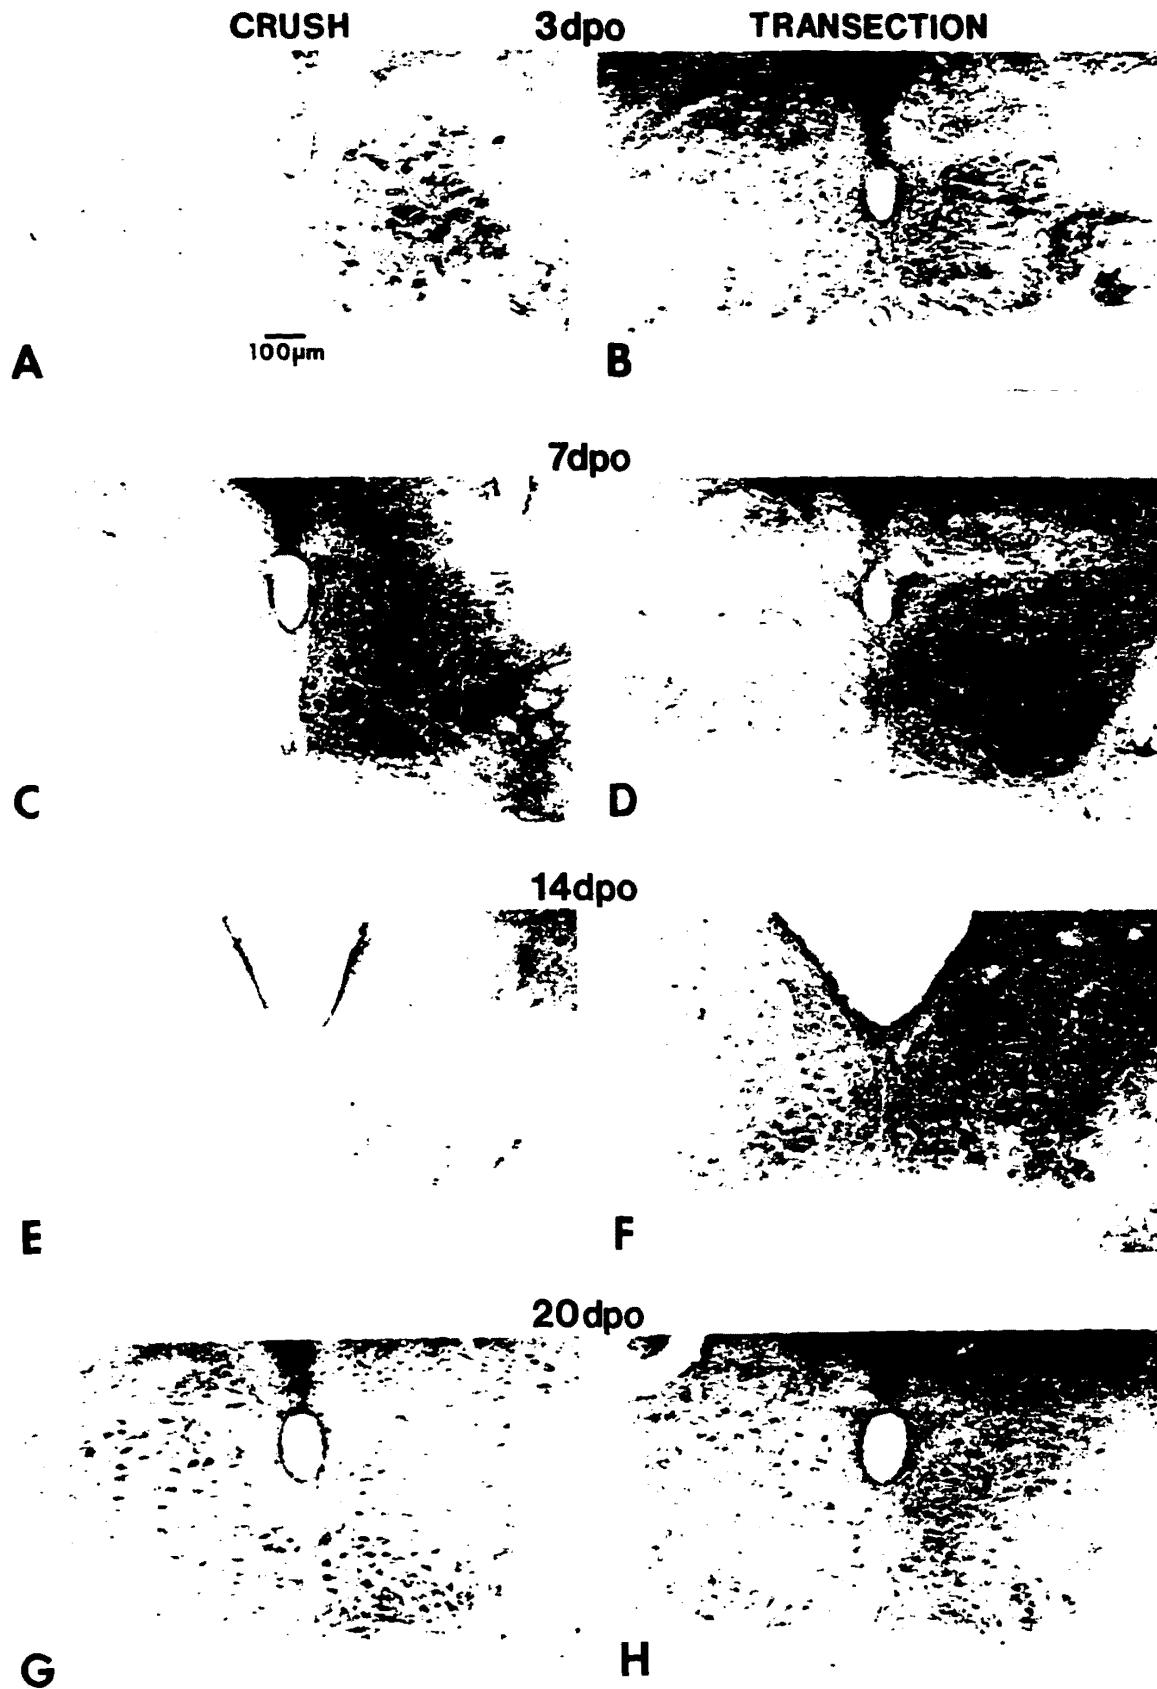 CRUSH 3dpo TRANSECTION
100µm
A B
7dpo
C D
14dpo
E F
20dpo
G H